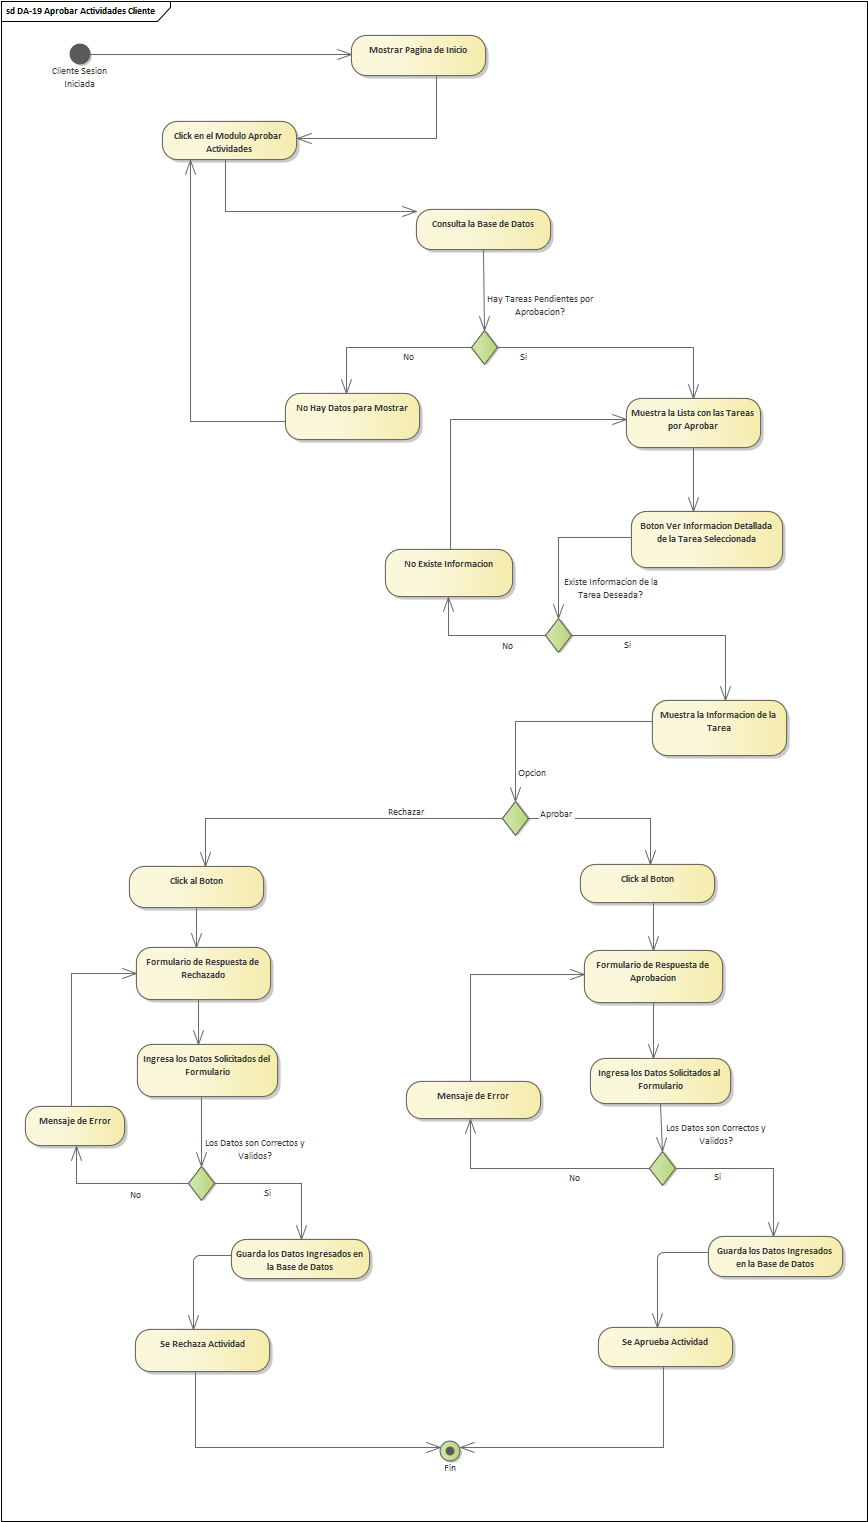 sd DA-19 Aprobar Actividades Cliente
Mostrar Pagina de Inicio
Cliente Sesion
Iniciada
Click en el Modulo Aprobar
Actividades
Consulta la Base de Datos
Hay Tareas Pendientes por
Aprobacion?
No
Si
No Hay Datos para Mostrar
Muestra la Lista con las Tareas
por Aprobar
Boton Ver Informacion Detallada
de la Tarea Seleccionada
No Existe Informacion
Existe Informacion de la
Tarea Deseada?
No
Si
Muestra la Informacion de la
Tarea
Opcion
Rechazar
Aprobar
Click al Boton
Click al Boton
Formulario de Respuesta de
Rechazado
Formulario de Respuesta de
Aprobacion
Ingresa los Datos Solicitados del
Formulario
Ingresa los Datos Solicitados al
Formulario
Mensaje de Error
Mensaje de Error
Los Datos son Correctos y
Validos?
Los Datos son Correctos y
Validos?
No
Si
No
Si
Guarda los Datos Ingresados en
la Base de Datos
Guarda los Datos Ingresados
en la Base de Datos
Se Rechaza Actividad
Se Aprueba Actividad
Fin